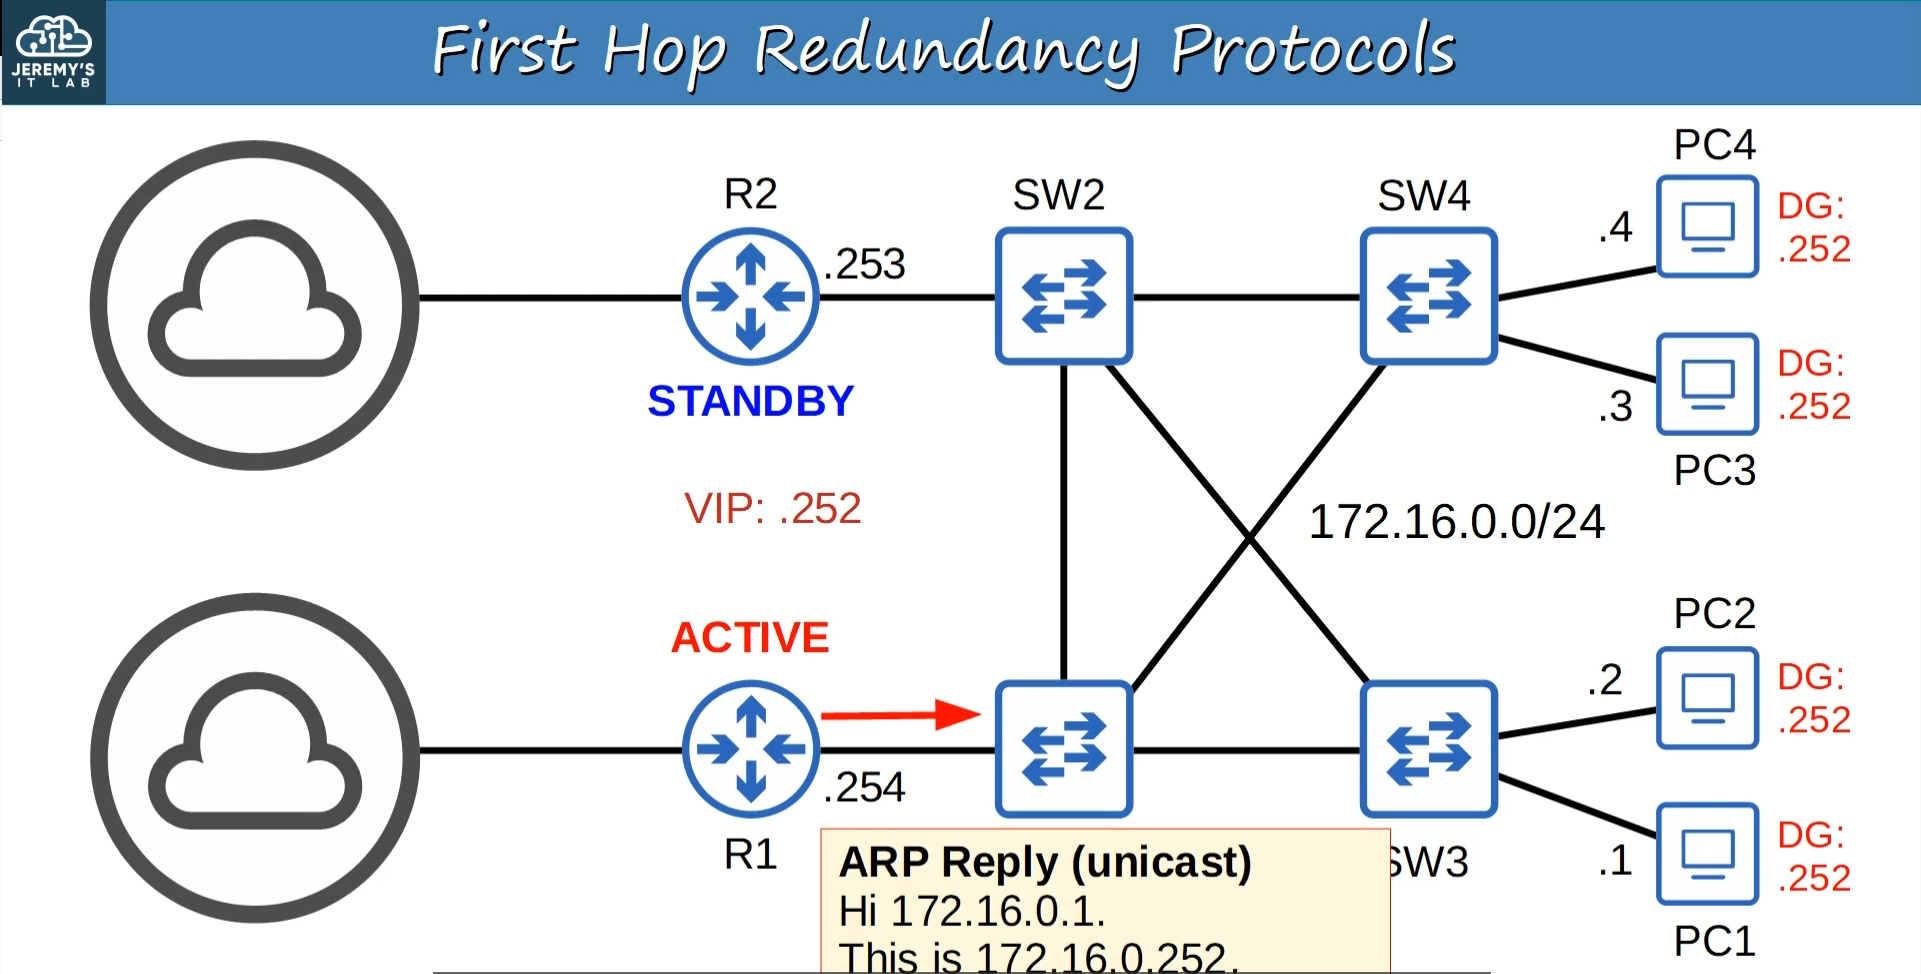 JEREMY'S
IT LAB
First Hop Redundancy Protocols
R2
.253
STANDBY
SW2
SW4
PC4
.4
DG:
.252
.3
DG:
.252
PC3
VIP: .252
172.16.0.0/24
ACTIVE
R1
.254
PC2
.2
DG:
.252
SW3
.1
DG:
.252
PC1
ARP Reply (unicast)
Hi 172.16.0.1.
This is 172.16.0.252.